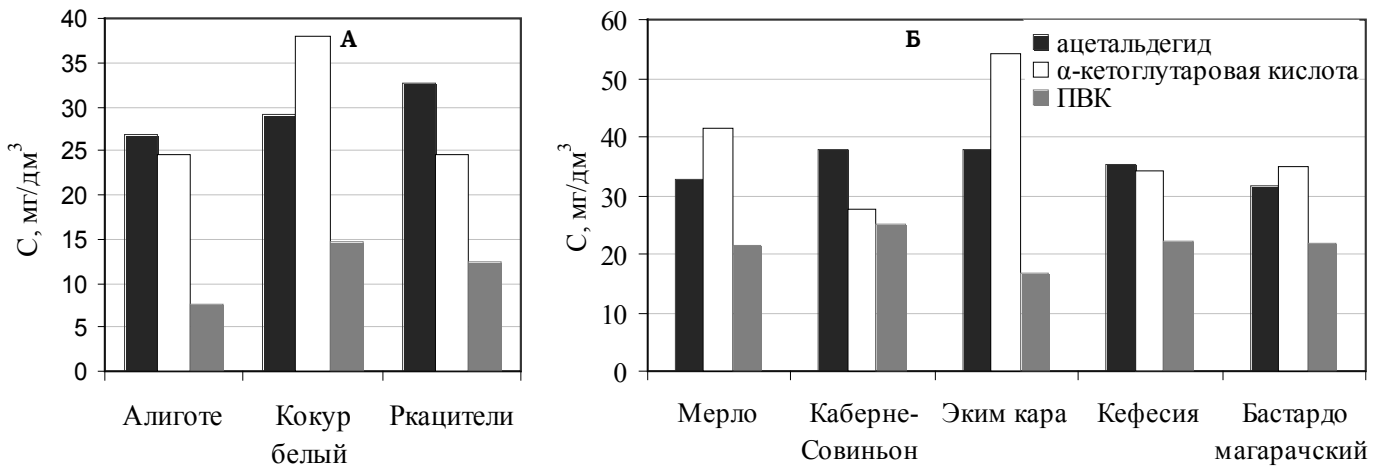 А
C, мг/дм³
40
35
30
25
20
15
10
5
0
Алиготе
Кокур
белый
Ркацители
Б
C, мг/дм³
60
50
40
30
20
10
0
ацетальдегид
α-кетоглутаровая кислота
ПВК
Мерло
Каберне-
Совиньон
Эким кара
Кефесия
Бастардо
магарачский